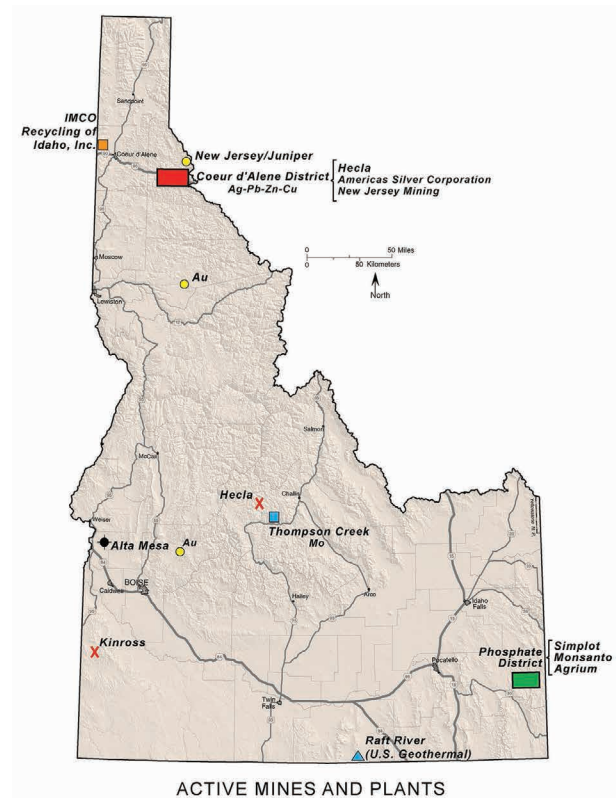 Sandpoint
IMCO
Recycling of
Idaho, Inc.
Coeur d'Alene
New Jersey/Juniper
Coeur d'Alene District
Ag-Pb-Zn-Cu
Hecla
Americas Silver Corporation
New Jersey Mining
Moscow
0 50 Miles
0 50 Kilometers
North
Au
Lewiston
Salmon
McCall
Hecla
Challis
Thompson Creek
Mo
Weiser
Alta Mesa
Au
BOISE
Caldwell
Hailey
Arco
Idaho
Falls
Kinross
Pocatello
Phosphate
District
Simplot
Monsanto
Agrium
Twin
Falls
Raft River
(U.S. Geothermal)
ACTIVE MINES AND PLANTS